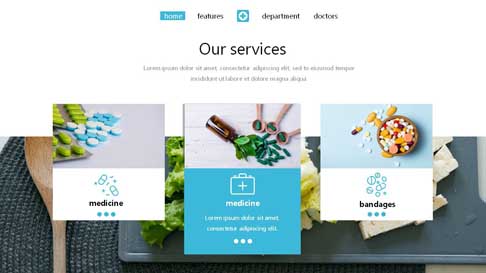 home features department doctors
Our services
Lorem ipsum dolor sit amet, consectetur adipiscing elit, sed to eiusmod tempor
incididunt ut labore et dolore magna aliqua
medicine
medicine
Lorem ipsum dolor sit amet,
consectetur adipiscing elit.
bandages